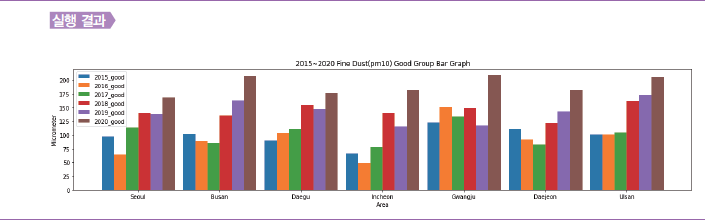 실행 결과
2015~2020 Fine Dust(pm10) Good Group Bar Graph
2015_good
2016_good
2017_good
2018_good
2019_good
2020_good
Micrometer
200
175
150
125
100
75
50
25
0
Seoul Busan Daegu Incheon Gwangju Daejeon Ulsan
Area